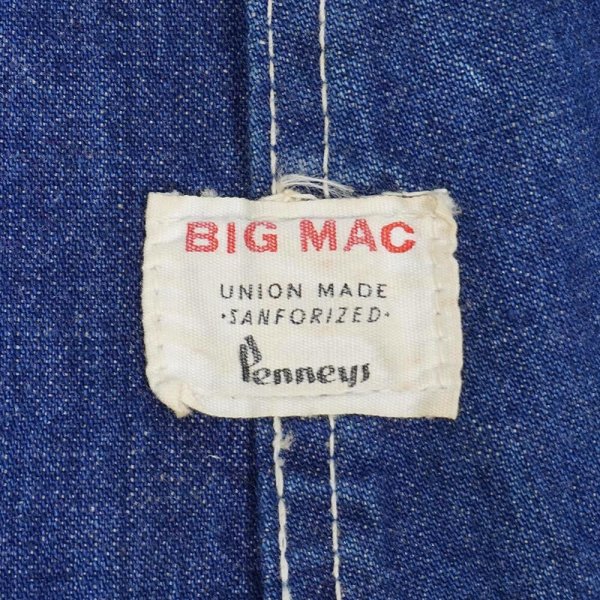 BIG MAC
UNION MADE
·SANFORIZED·
Penneys